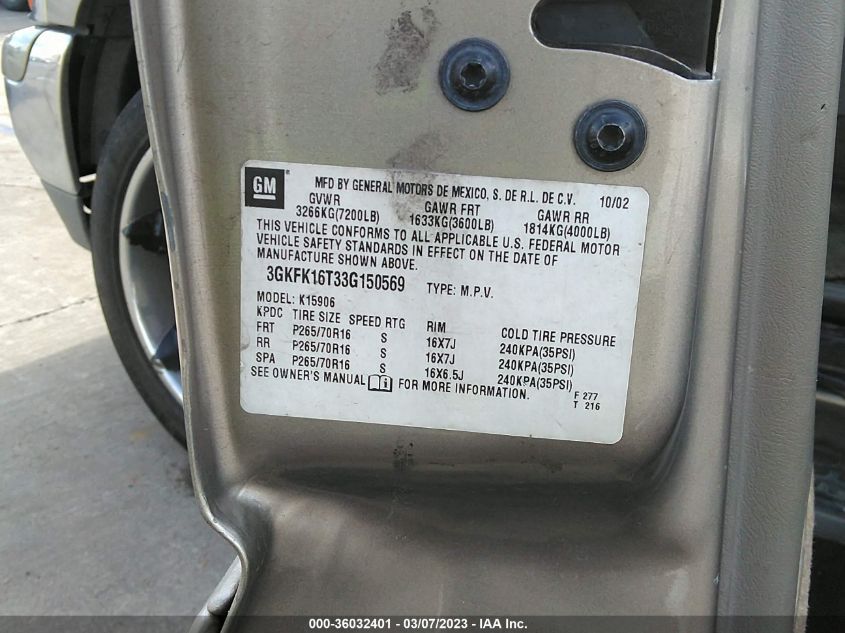 GM
MFD BY GENERAL MOTORS DE MEXICO, S. DE R.L. DE C.V. 10/02
GVWR GAWR FRT GAWR RR
3266KG(7200LB) 1633KG(3600LB) 1814KG(4000LB)
THIS VEHICLE CONFORMS TO ALL APPLICABLE U.S. FEDERAL MOTOR
VEHICLE SAFETY STANDARDS IN EFFECT ON THE DATE OF
MANUFACTURE SHOWN ABOVE.
3GKFK16T33G150569 TYPE: M.P.V.
MODEL: K15906
KPDC TIRE SIZE SPEED RTG RIM COLD TIRE PRESSURE
FRT P265/70R16 S 16X7J 240KPA(35PSI)
RR P265/70R16 S 16X7J 240KPA(35PSI)
SPA P265/70R16 S 16X6.5J 240KPA(35PSI)
SEE OWNER'S MANUAL FOR MORE INFORMATION.
F 277
T 216
000-36032401 / 03/07/2023 / IAA Inc.